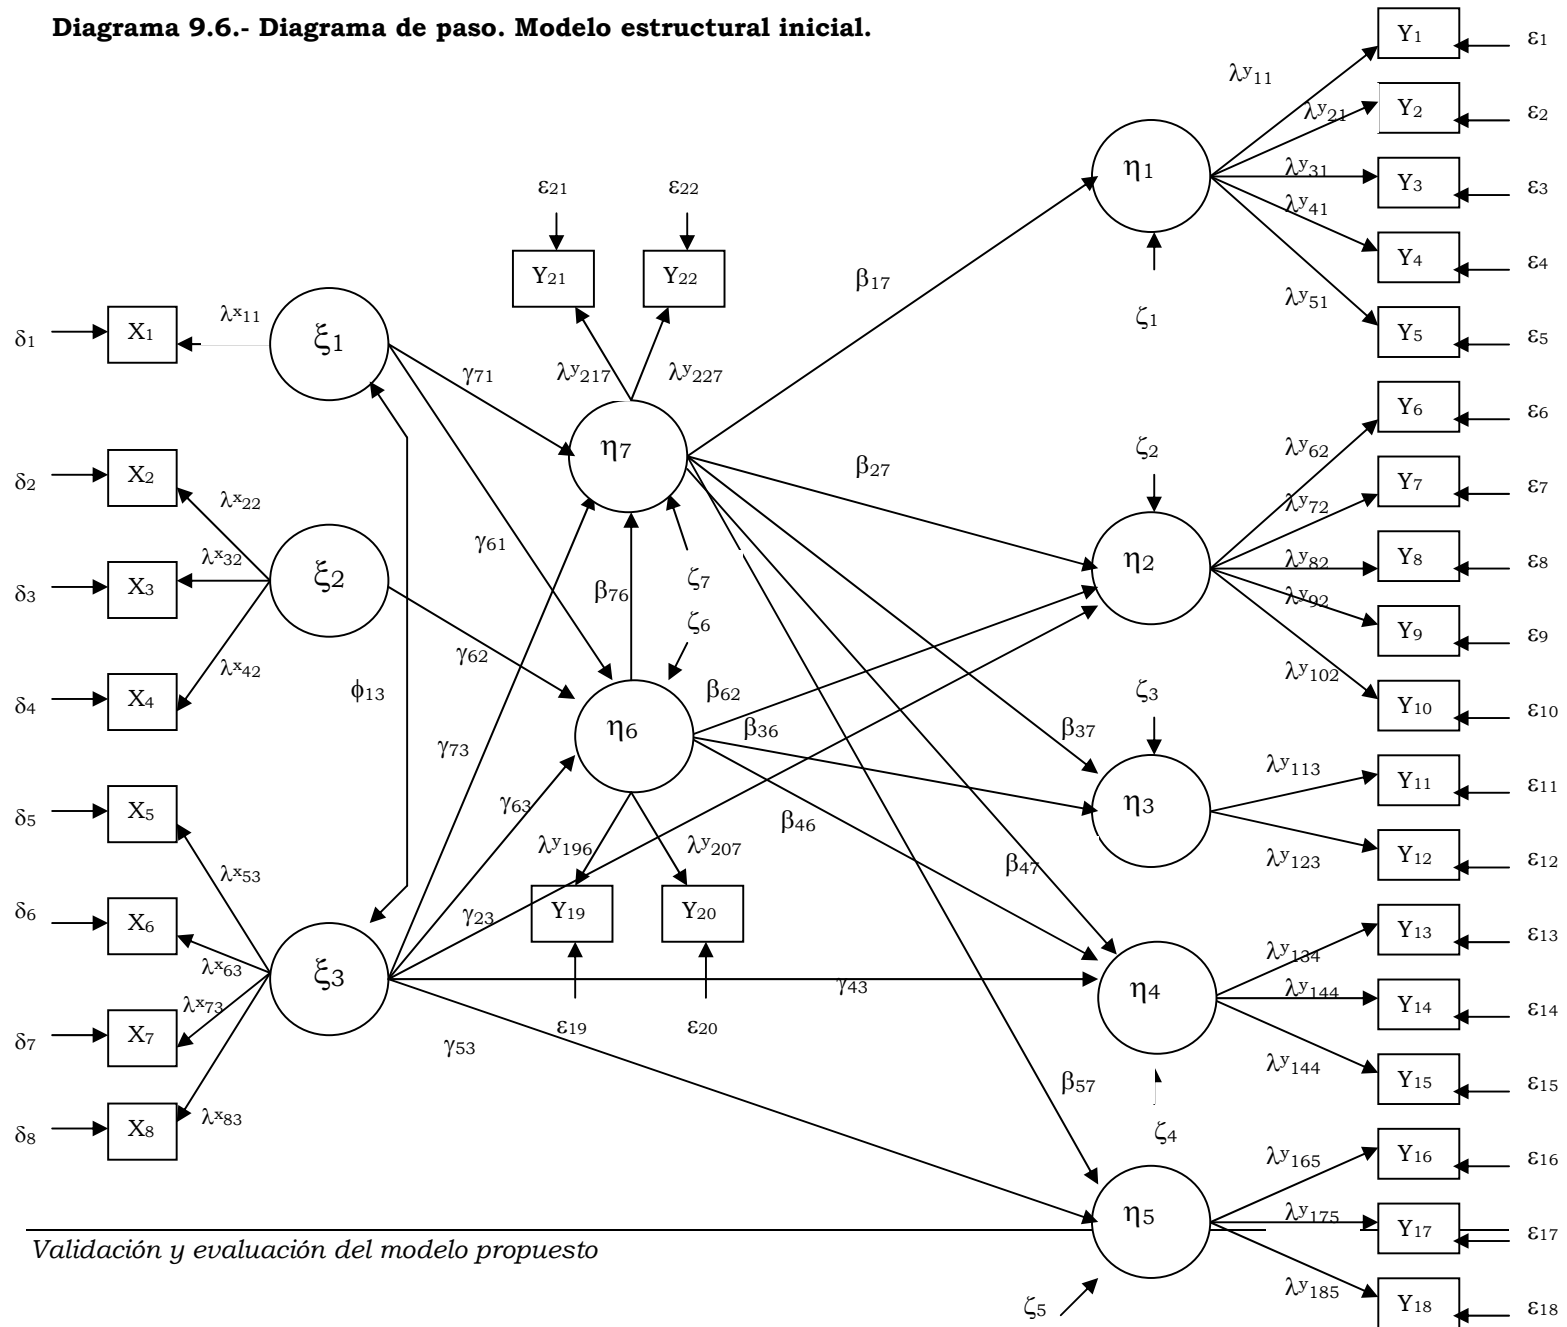 Diagrama 9.6.- Diagrama de paso. Modelo estructural inicial.
Y1
ε1
λy11
Y2
ε2
λy21
η1
Y3
ε3
λy31
λy41
Y4
ε4
λy51
Y5
ε5
ζ1
ε21
ε22
Y21
Y22
β17
λy217
λy227
δ1
X1
λx11
ξ1
γ71
η7
β27
ζ2
Y6
ε6
λy62
Y7
ε7
λy72
δ2
X2
λx22
η2
Y8
ε8
λy82
λy92
Y9
ε9
λy102
Y10
ε10
δ3
X3
λx32
ξ2
γ61
β76
ζ7
ζ6
δ4
X4
λx42
γ62
ϕ13
β62
β36
β37
ζ3
η6
γ73
γ63
η3
λy113
Y11
ε11
λy123
Y12
ε12
δ5
X5
λx53
β46
λy196
λy207
β47
Y19
Y20
γ23
δ6
X6
λx63
ξ3
λx73
γ43
η4
λy134
Y13
ε13
λy144
Y14
ε14
λy144
Y15
ε15
δ7
X7
ε19
ε20
γ53
β57
ζ4
δ8
X8
λx83
η5
λy165
Y16
ε16
λy175
Y17
ε17
λy185
Y18
ε18
ζ5
Validación y evaluación del modelo propuesto